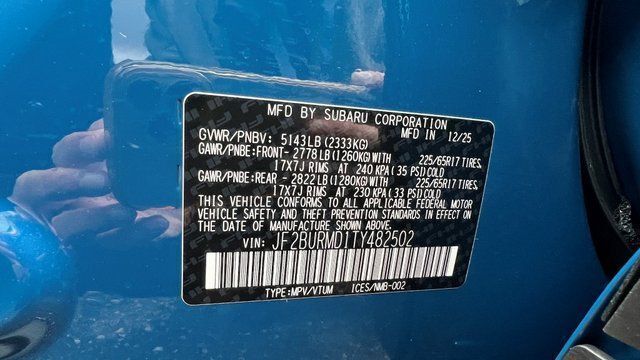 MFD BY SUBARU CORPORATION
GVWR/PNBV: 5143LB (2333KG) MFD IN 12/25
GAWR/PNBE:FRONT- 2778LB(1260KG)WITH 225/65R17 TIRES,
17X7J RIMS AT 240 KPA(35 PSI)COLD
GAWR/PNBE:REAR - 2822LB(1280KG)WITH 225/65R17 TIRES,
17X7J RIMS AT 230 KPA(33 PSI)COLD
THIS VEHICLE CONFORMS TO ALL APPLICABLE FEDERAL MOTOR
VEHICLE SAFETY AND THEFT PREVENTION STANDARDS IN EFFECT ON
THE DATE OF MANUFACTURE SHOWN ABOVE.
VIN: JF2BURMD1TY482502
TYPE:MPV/VTUM ICES/NMB-002